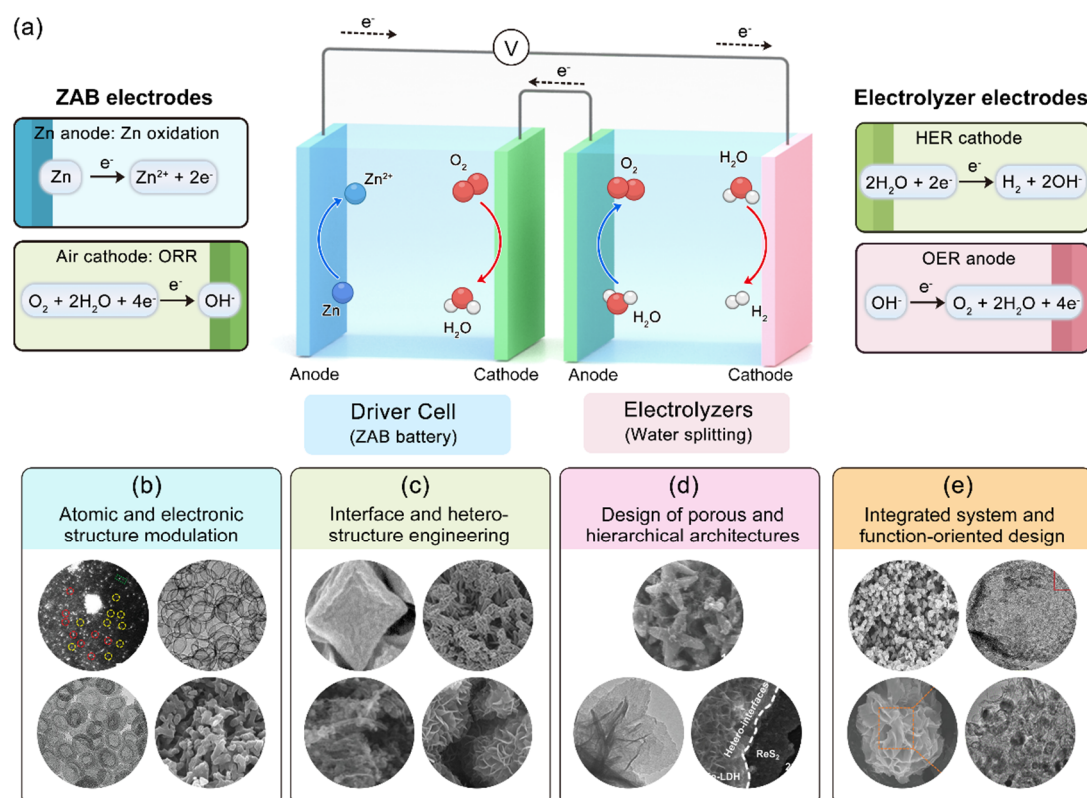 (a)
e⁻
V
e⁻
e⁻
ZAB electrodes
Zn anode: Zn oxidation
Zn
e⁻
Zn²⁺ + 2e⁻
Air cathode: ORR
O₂ + 2H₂O + 4e⁻
e⁻
OH⁻
Zn²⁺
Zn
O₂
H₂O
Anode
Cathode
O₂
H₂O
H₂O
H₂
Anode
Cathode
Driver Cell
(ZAB battery)
Electrolyzers
(Water splitting)
Electrolyzer electrodes
HER cathode
2H₂O + 2e⁻
e⁻
H₂ + 2OH⁻
OER anode
OH⁻
e⁻
O₂ + 2H₂O + 4e⁻
(b)
Atomic and electronic
structure modulation
(c)
Interface and hetero-
structure engineering
(d)
Design of porous and
hierarchical architectures
Hetero-interfaces
ReS₂
-LDH
2
(e)
Integrated system and
function-oriented design